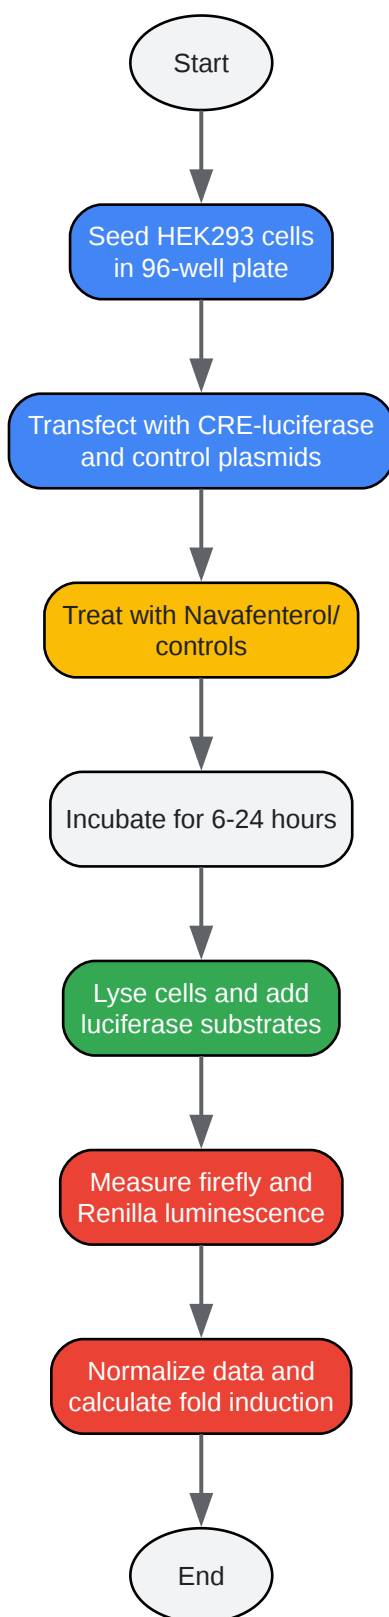 Start
Seed HEK293 cells
in 96-well plate
Transfect with CRE-luciferase
and control plasmids
Treat with Navafenterol/
controls
Incubate for 6-24 hours
Lyse cells and add
luciferase substrates
Measure firefly and
Renilla luminescence
Normalize data and
calculate fold induction
End